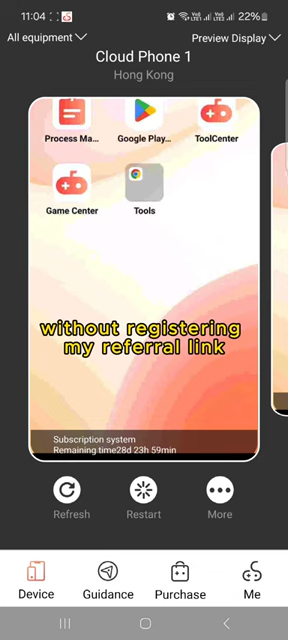 11:04
22%
All equipment
Preview Display
Cloud Phone 1
Hong Kong
Process Ma...
Google Play...
ToolCenter
Game Center
Tools
without registering
my referral link
Subscription system
Remaining time28d 23h 59min
Refresh
Restart
More
Device
Guidance
Purchase
Me